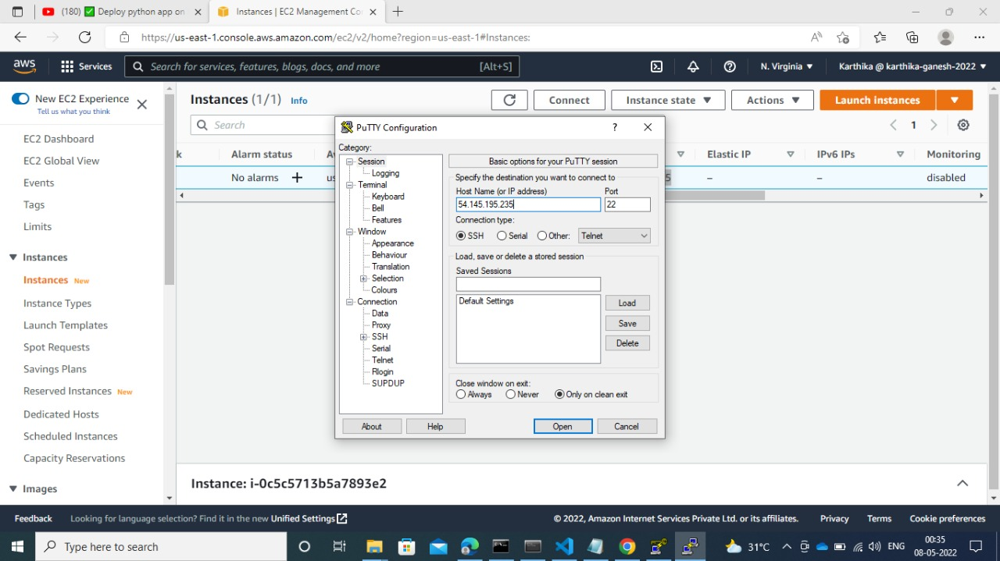 (180) ✅ Deploy python app on
Instances | EC2 Management Co
https://us-east-1.console.aws.amazon.com/ec2/v2/home?region=us-east-1#Instances:
aws
Services
Search for services, features, blogs, docs, and more
[Alt+S]
N. Virginia
Karthika @ karthika-ganesh-2022
New EC2 Experience
Tell us what you think
EC2 Dashboard
EC2 Global View
Events
Tags
Limits
Instances
Instances New
Instance Types
Launch Templates
Spot Requests
Savings Plans
Reserved Instances New
Dedicated Hosts
Scheduled Instances
Capacity Reservations
Images
Instances (1/1) Info
Connect
Instance state
Actions
Launch instances
Search
1
k
Alarm status
Av
Elastic IP
IPv6 IPs
Monitoring
No alarms +
us
5
–
–
disabled
PuTTY Configuration
?
Category:
Session
Logging
Terminal
Keyboard
Bell
Features
Window
Appearance
Behaviour
Translation
Selection
Colours
Connection
Data
Proxy
SSH
Serial
Telnet
Rlogin
SUPDUP
Basic options for your PuTTY session
Specify the destination you want to connect to
Host Name (or IP address) Port
54.145.195.235 22
Connection type:
SSH Serial Other: Telnet
Load, save or delete a stored session
Saved Sessions
Default Settings
Load
Save
Delete
Close window on exit:
Always Never Only on clean exit
About Help Open Cancel
Instance: i-0c5c5713b5a7893e2
Feedback
Looking for language selection? Find it in the new Unified Settings
© 2022, Amazon Internet Services Private Ltd. or its affiliates.
Privacy
Terms
Cookie preferences
Type here to search
31°C
ENG
00:35
08-05-2022